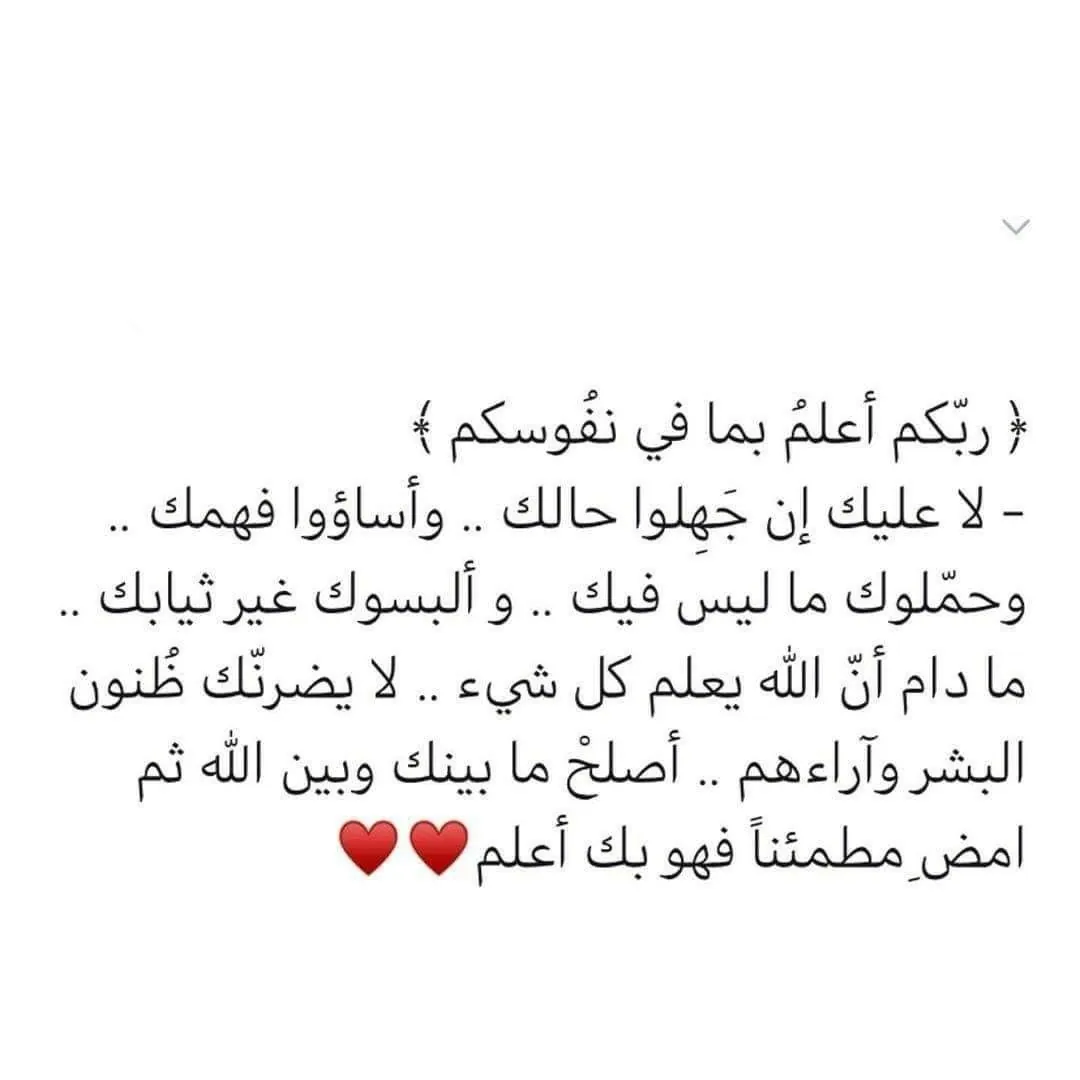 ﴿ ربّكم أعلمُ بما في نفُوسكم ﴾
- لا عليك إن جَهِلوا حالك .. وأساؤوا فهمك ..
وحمّلوك ما ليس فيك .. و ألبسوك غير ثيابك ..
ما دام أنّ الله يعلم كل شيء .. لا يضرنّك ظُنون
البشر وآراءهم .. أصلحْ ما بينك وبين الله ثم
امضِ مطمئناً فهو بك أعلم♥️♥️